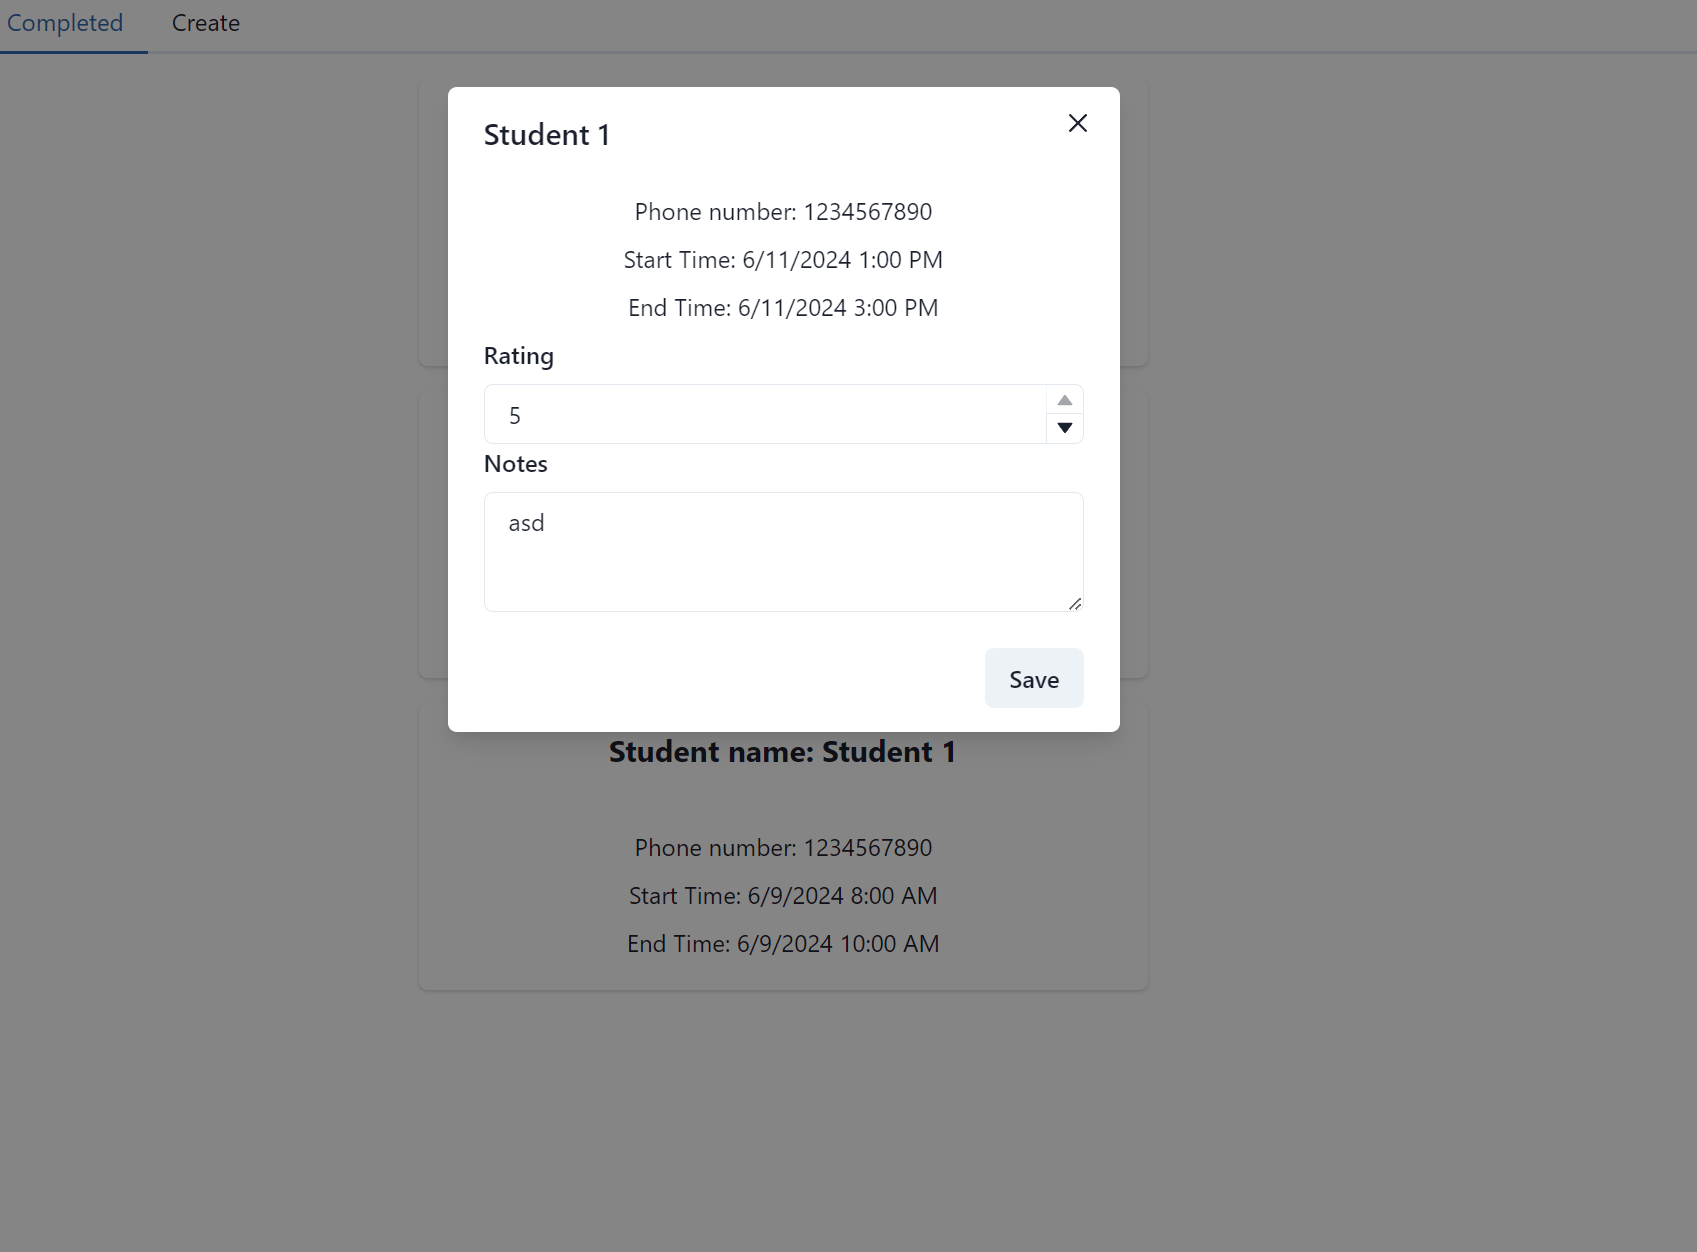 Completed Create
Student 1
Phone number: 1234567890
Start Time: 6/11/2024 1:00 PM
End Time: 6/11/2024 3:00 PM
Rating
5
Notes
asd
Save
Student name: Student 1
Phone number: 1234567890
Start Time: 6/9/2024 8:00 AM
End Time: 6/9/2024 10:00 AM